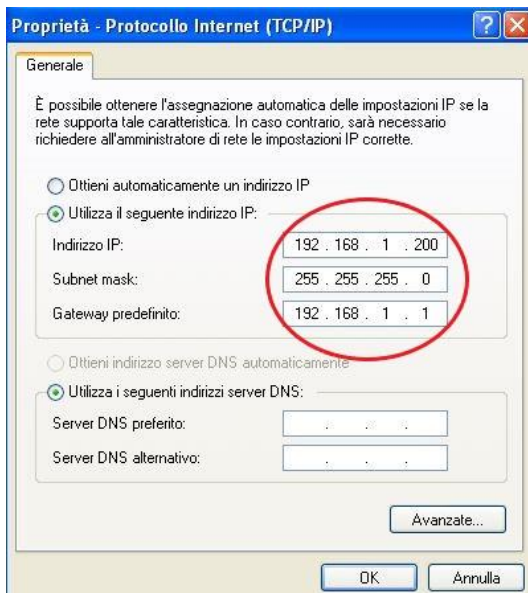 Proprietà - Protocollo Internet (TCP/IP)
Generale
È possibile ottenere l'assegnazione automatica delle impostazioni IP se la
rete supporta tale caratteristica. In caso contrario, sarà necessario
richiedere all'amministratore di rete le impostazioni IP corrette.
Ottieni automaticamente un indirizzo IP
Utilizza il seguente indirizzo IP:
Indirizzo IP: 192 . 168 . 1 . 200
Subnet mask: 255 . 255 . 255 . 0
Gateway predefinito: 192 . 168 . 1 . 1
Ottieni indirizzo server DNS automaticamente
Utilizza i seguenti indirizzi server DNS:
Server DNS preferito: . . .
Server DNS alternativo: . . .
Avanzate...
OK Annulla